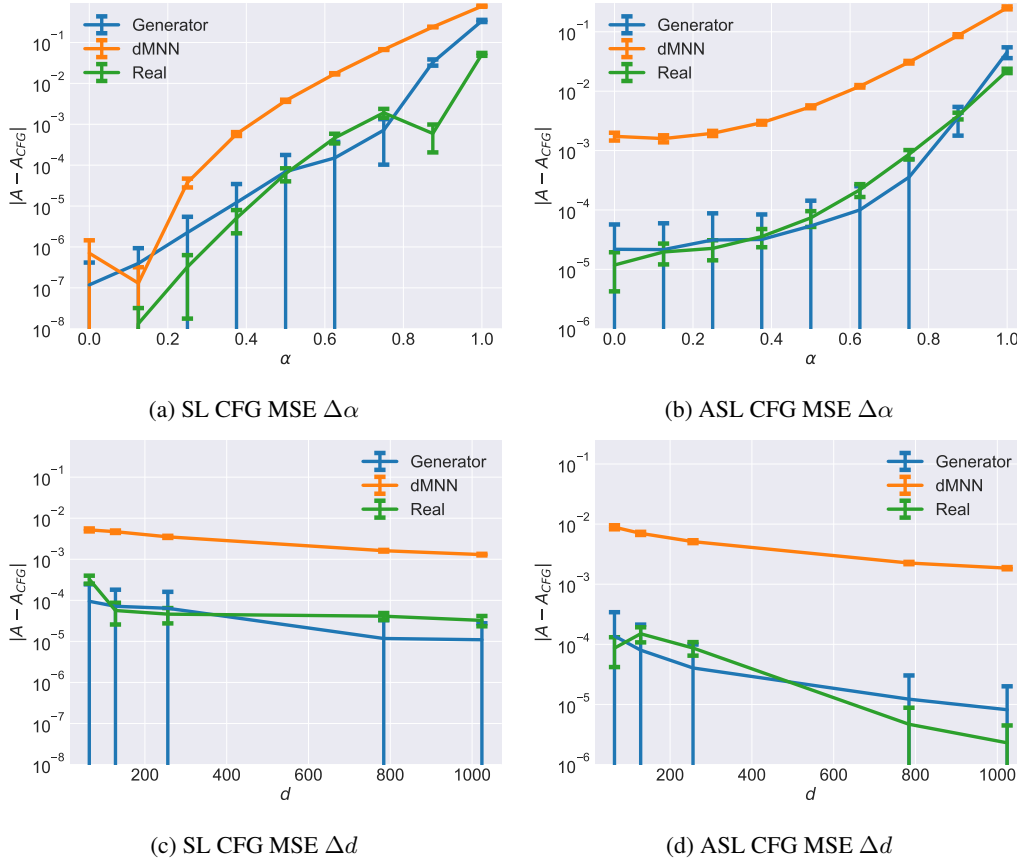 Generator
dMNN
Real
|A − A_CFG|
10⁻¹
10⁻²
10⁻³
10⁻⁴
10⁻⁵
10⁻⁶
10⁻⁷
10⁻⁸
0.0 0.2 0.4 0.6 0.8 1.0
α
(a) SL CFG MSE Δα
Generator
dMNN
Real
|A − A_CFG|
10⁻¹
10⁻²
10⁻³
10⁻⁴
10⁻⁵
10⁻⁶
0.0 0.2 0.4 0.6 0.8 1.0
α
(b) ASL CFG MSE Δα
Generator
dMNN
Real
|A − A_CFG|
10⁻¹
10⁻²
10⁻³
10⁻⁴
10⁻⁵
10⁻⁶
10⁻⁷
10⁻⁸
200 400 600 800 1000
d
(c) SL CFG MSE Δd
Generator
dMNN
Real
|A − A_CFG|
10⁻¹
10⁻²
10⁻³
10⁻⁴
10⁻⁵
10⁻⁶
200 400 600 800 1000
d
(d) ASL CFG MSE Δd